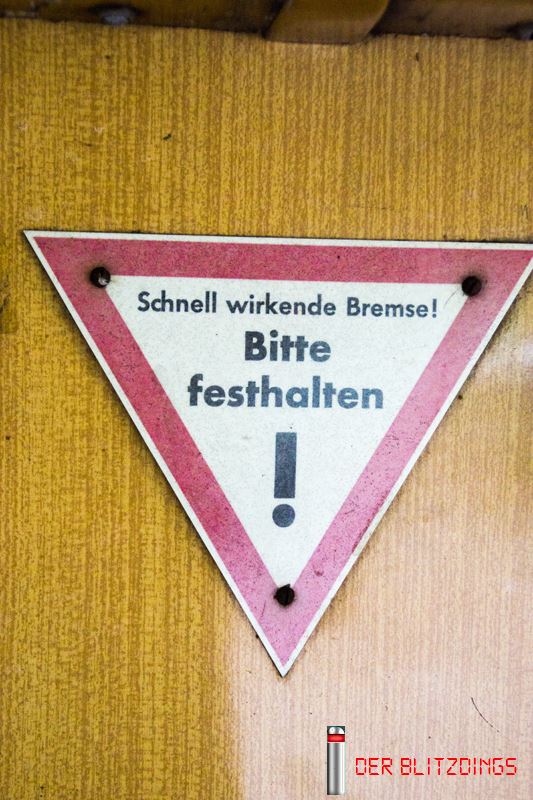 Schnell wirkende Bremse!
Bitte
festhalten
!
DER BLITZDINGS